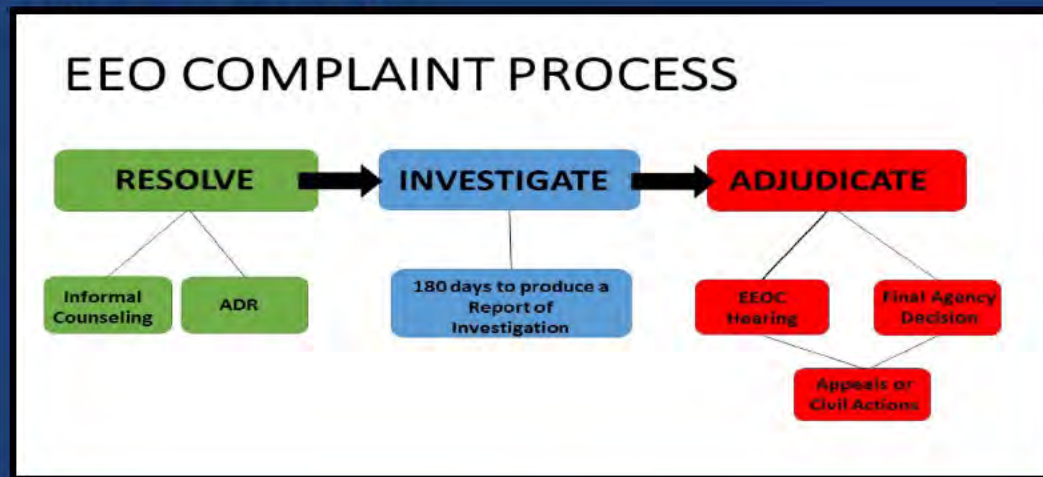 EEO COMPLAINT PROCESS
RESOLVE
INVESTIGATE
ADJUDICATE
Informal
Counseling
ADR
180 days to produce a
Report of
Investigation
EEOC
Hearing
Final Agency
Decision
Appeals or
Civil Actions